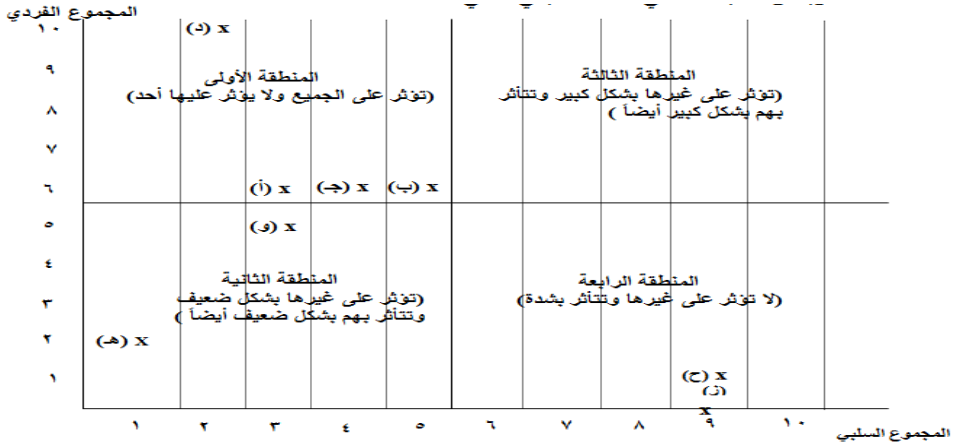 المجموع الفردي
١٠
x (د)
٩
المنطقة الأولى
(تؤثر على الجميع ولا يؤثر عليها أحد)
المنطقة الثالثة
(تؤثر على غيرها بشكل كبير وتتأثر
بهم بشكل كبير أيضاً )
٨
٧
٦
x (أ)
x (جـ)
x (ب)
٥
x (و)
٤
المنطقة الثانية
(تؤثر على غيرها بشكل ضعيف
وتتأثر بهم بشكل ضعيف أيضاً )
المنطقة الرابعة
(لا تؤثر على غيرها وتتأثر بشدة)
٣
٢
x (هـ)
١
x (ح)
(ز)
x
١ ٢ ٣ ٤ ٥ ٦ ٧ ٨ ٩ ١٠
المجموع السلبي